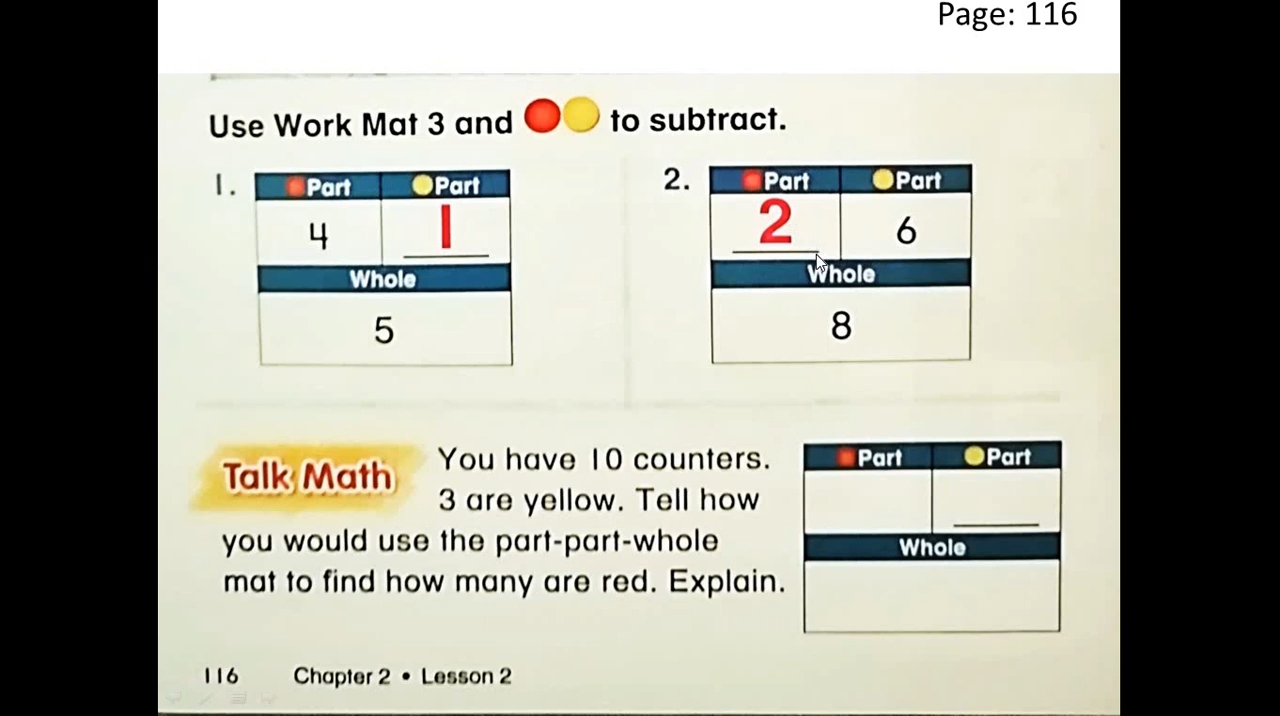 Page: 116
Use Work Mat 3 and to subtract.
1.
Part Part
4 1
Whole
5
2.
Part Part
2 6
Whole
8
Talk Math
You have 10 counters.
3 are yellow. Tell how
you would use the part-part-whole
mat to find how many are red. Explain.
Part Part
Whole
116 Chapter 2 • Lesson 2